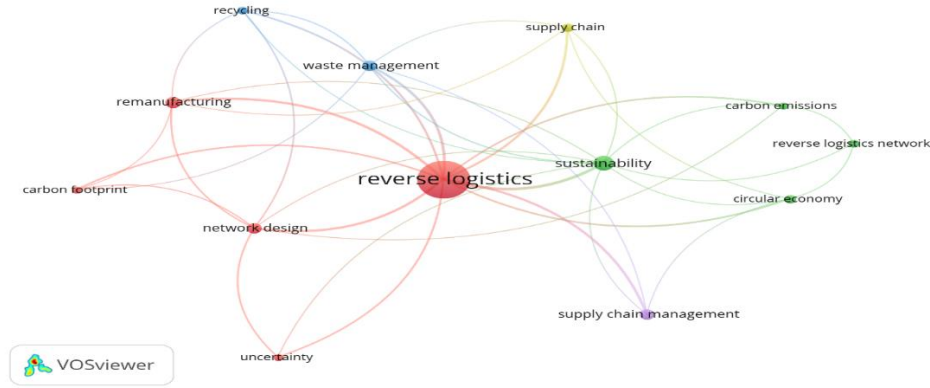 recycling
supply chain
waste management
remanufacturing
carbon emissions
reverse logistics network
sustainability
reverse logistics
carbon footprint
circular economy
network design
supply chain management
uncertainty
VOSviewer